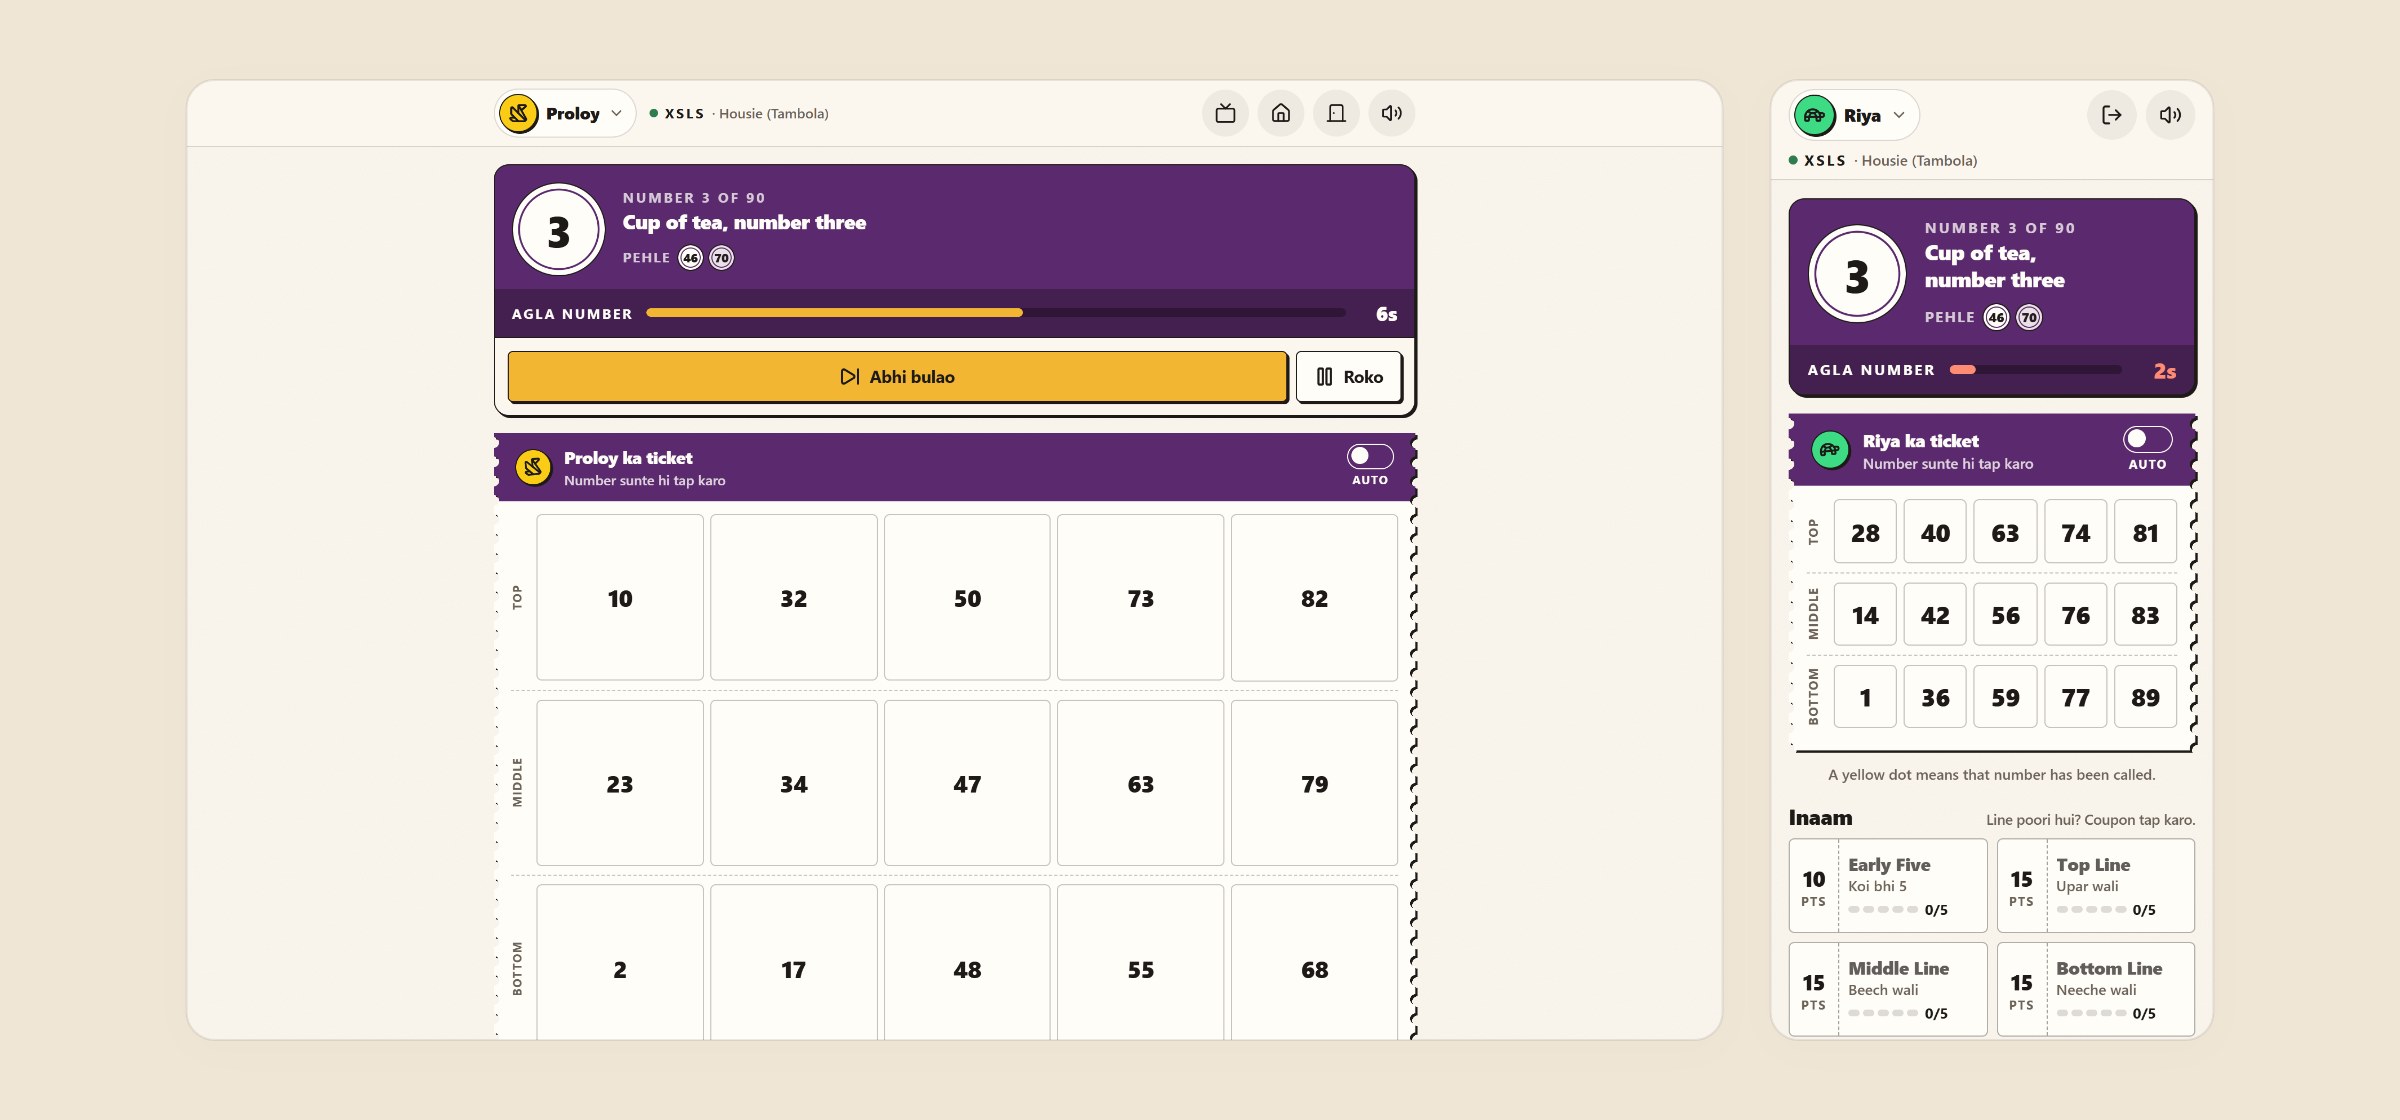 Proloy
XSLS · Housie (Tambola)
3
NUMBER 3 OF 90
Cup of tea, number three
PEHLE 46 70
AGLA NUMBER 6s
Abhi bulao
Roko
Proloy ka ticket
Number sunte hi tap karo
AUTO
TOP 10 32 50 73 82
MIDDLE 23 34 47 63 79
BOTTOM 2 17 48 55 68
Riya
XSLS · Housie (Tambola)
3
NUMBER 3 OF 90
Cup of tea,
number three
PEHLE 46 70
AGLA NUMBER 2s
Riya ka ticket
Number sunte hi tap karo
AUTO
TOP 28 40 63 74 81
MIDDLE 14 42 56 76 83
BOTTOM 1 36 59 77 89
A yellow dot means that number has been called.
Inaam
Line poori hui? Coupon tap karo.
10 PTS
Early Five
Koi bhi 5
0/5
15 PTS
Top Line
Upar wali
0/5
15 PTS
Middle Line
Beech wali
0/5
15 PTS
Bottom Line
Neeche wali
0/5